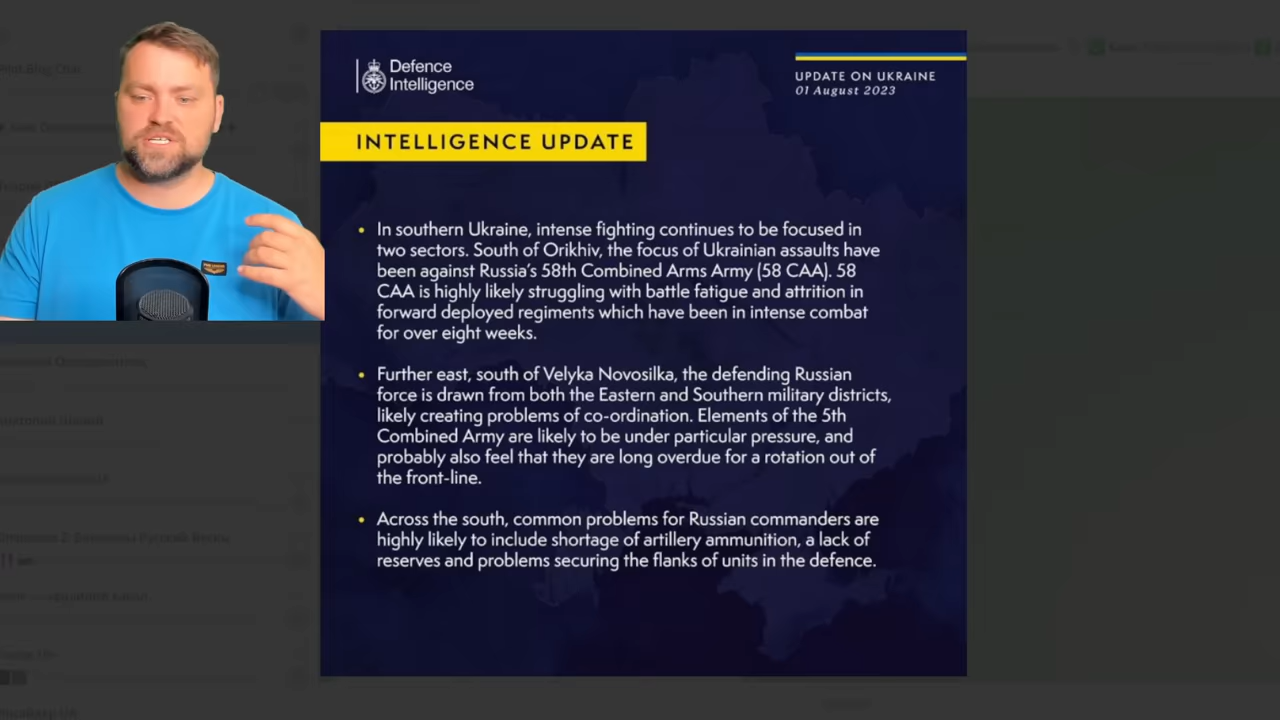 Defence
Intelligence
UPDATE ON UKRAINE
01 August 2023
INTELLIGENCE UPDATE
• In southern Ukraine, intense fighting continues to be focused in
two sectors. South of Orikhiv, the focus of Ukrainian assaults have
been against Russia's 58th Combined Arms Army (58 CAA). 58
CAA is highly likely struggling with battle fatigue and attrition in
forward deployed regiments which have been in intense combat
for over eight weeks.
• Further east, south of Velyka Novosilka, the defending Russian
force is drawn from both the Eastern and Southern military districts,
likely creating problems of co-ordination. Elements of the 5th
Combined Army are likely to be under particular pressure, and
probably also feel that they are long overdue for a rotation out of
the front-line.
• Across the south, common problems for Russian commanders are
highly likely to include shortage of artillery ammunition, a lack of
reserves and problems securing the flanks of units in the defence.